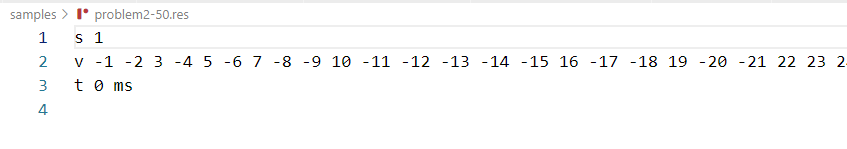 samples > problem2-50.res
1 s 1
2 v -1 -2 3 -4 5 -6 7 -8 -9 10 -11 -12 -13 -14 -15 16 -17 -18 19 -20 -21 22 23
3 t 0 ms
4